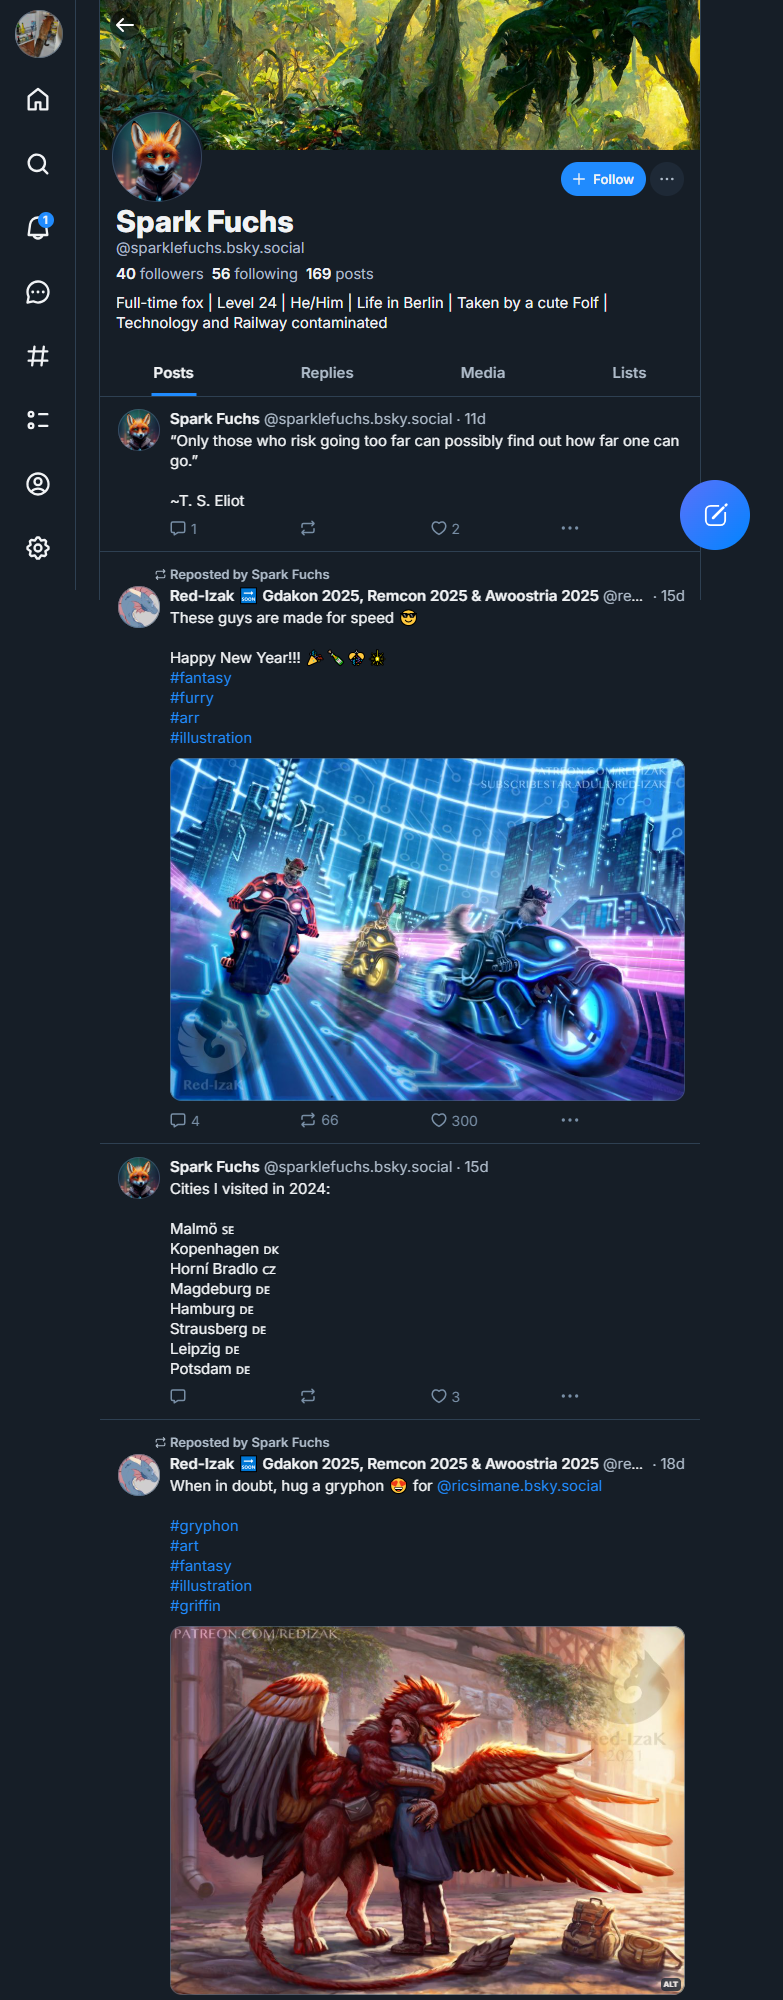 1
+ Follow
Spark Fuchs
@sparklefuchs.bsky.social
40 followers 56 following 169 posts
Full-time fox | Level 24 | He/Him | Life in Berlin | Taken by a cute Folf |
Technology and Railway contaminated
Posts Replies Media Lists
Spark Fuchs @sparklefuchs.bsky.social · 11d
“Only those who risk going too far can possibly find out how far one can
go.”
~T. S. Eliot
1 2
Reposted by Spark Fuchs
Red-Izak 🔜 Gdakon 2025, Remcon 2025 & Awoostria 2025 @re... · 15d
These guys are made for speed 😎
Happy New Year!!! 🎉🍾🎊🎆
#fantasy
#furry
#arr
#illustration
PATREON.COM/REDIZAK
SUBSCRIBESTAR.ADULT/RED-IZAK
Red-IzaK
4 66 300
Spark Fuchs @sparklefuchs.bsky.social · 15d
Cities I visited in 2024:
Malmö SE
Kopenhagen DK
Horní Bradlo CZ
Magdeburg DE
Hamburg DE
Strausberg DE
Leipzig DE
Potsdam DE
3
Reposted by Spark Fuchs
Red-Izak 🔜 Gdakon 2025, Remcon 2025 & Awoostria 2025 @re... · 18d
When in doubt, hug a gryphon 🤩 for @ricsimane.bsky.social
#gryphon
#art
#fantasy
#illustration
#griffin
PATREON.COM/REDIZAK
Red-IzaK
2021
ALT